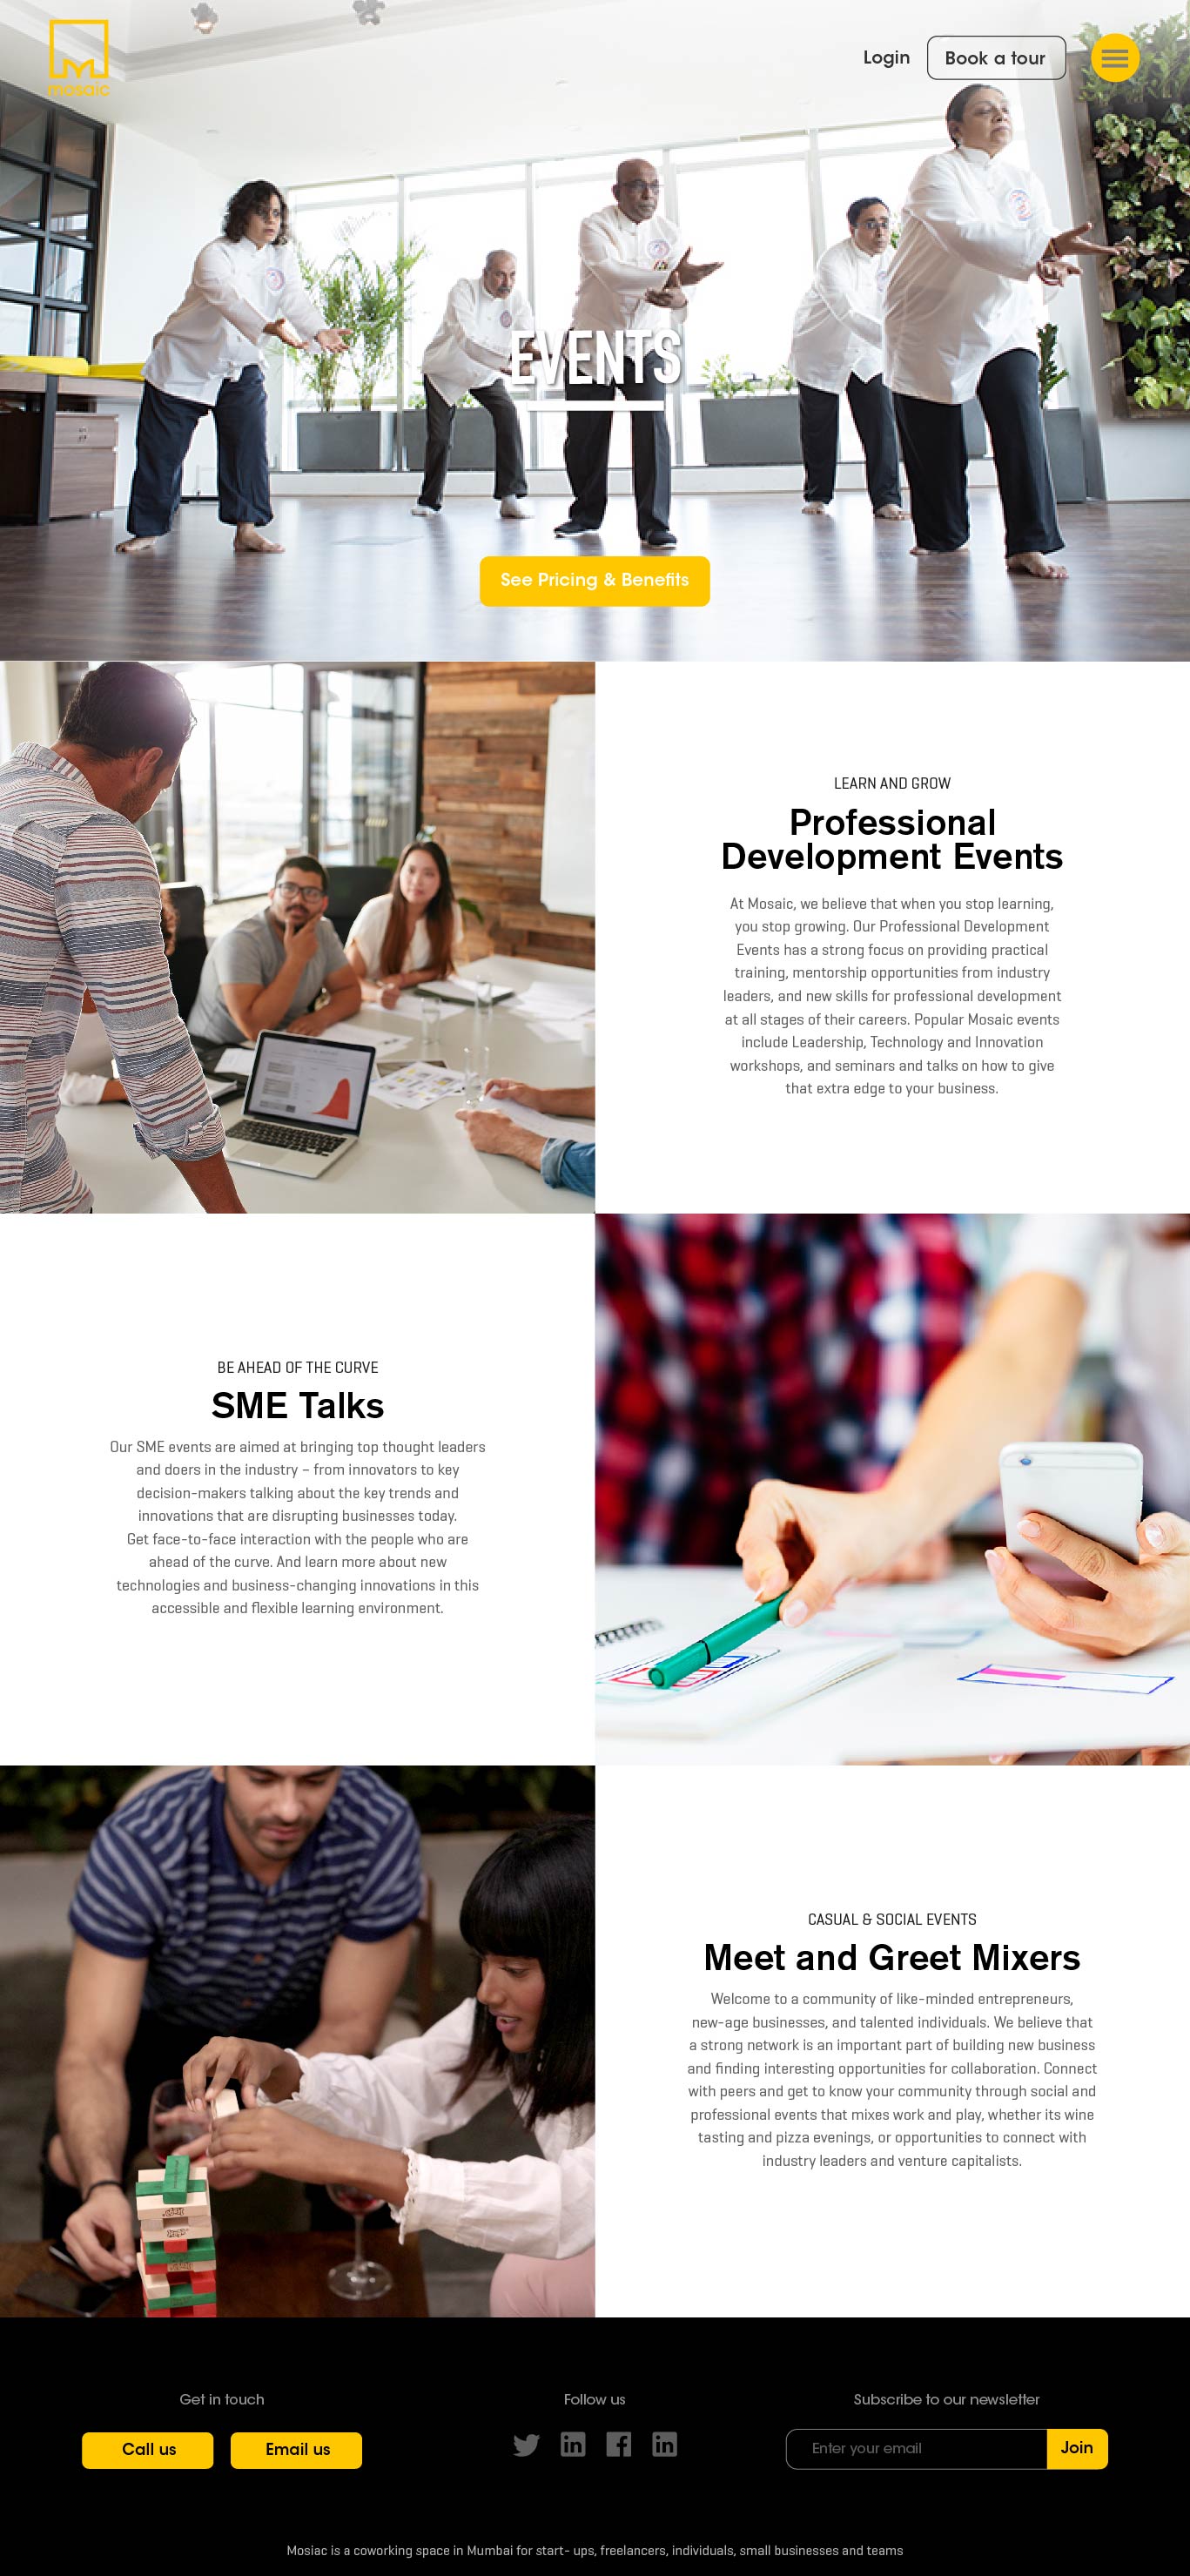 mosaic
Login
Book a tour
EVENTS
See Pricing & Benefits
LEARN AND GROW
Professional
Development Events
At Mosaic, we believe that when you stop learning,
you stop growing. Our Professional Development
Events has a strong focus on providing practical
training, mentorship opportunities from industry
leaders, and new skills for professional development
at all stages of their careers. Popular Mosaic events
include Leadership, Technology and Innovation
workshops, and seminars and talks on how to give
that extra edge to your business.
BE AHEAD OF THE CURVE
SME Talks
Our SME events are aimed at bringing top thought leaders
and doers in the industry – from innovators to key
decision-makers talking about the key trends and
innovations that are disrupting businesses today.
Get face-to-face interaction with the people who are
ahead of the curve. And learn more about new
technologies and business-changing innovations in this
accessible and flexible learning environment.
CASUAL & SOCIAL EVENTS
Meet and Greet Mixers
Welcome to a community of like-minded entrepreneurs,
new-age businesses, and talented individuals. We believe that
a strong network is an important part of building new business
and finding interesting opportunities for collaboration. Connect
with peers and get to know your community through social and
professional events that mixes work and play, whether its wine
tasting and pizza evenings, or opportunities to connect with
industry leaders and venture capitalists.
Get in touch
Call us
Email us
Follow us
Subscribe to our newsletter
Enter your email
Join
Mosiac is a coworking space in Mumbai for start- ups, freelancers, individuals, small businesses and teams